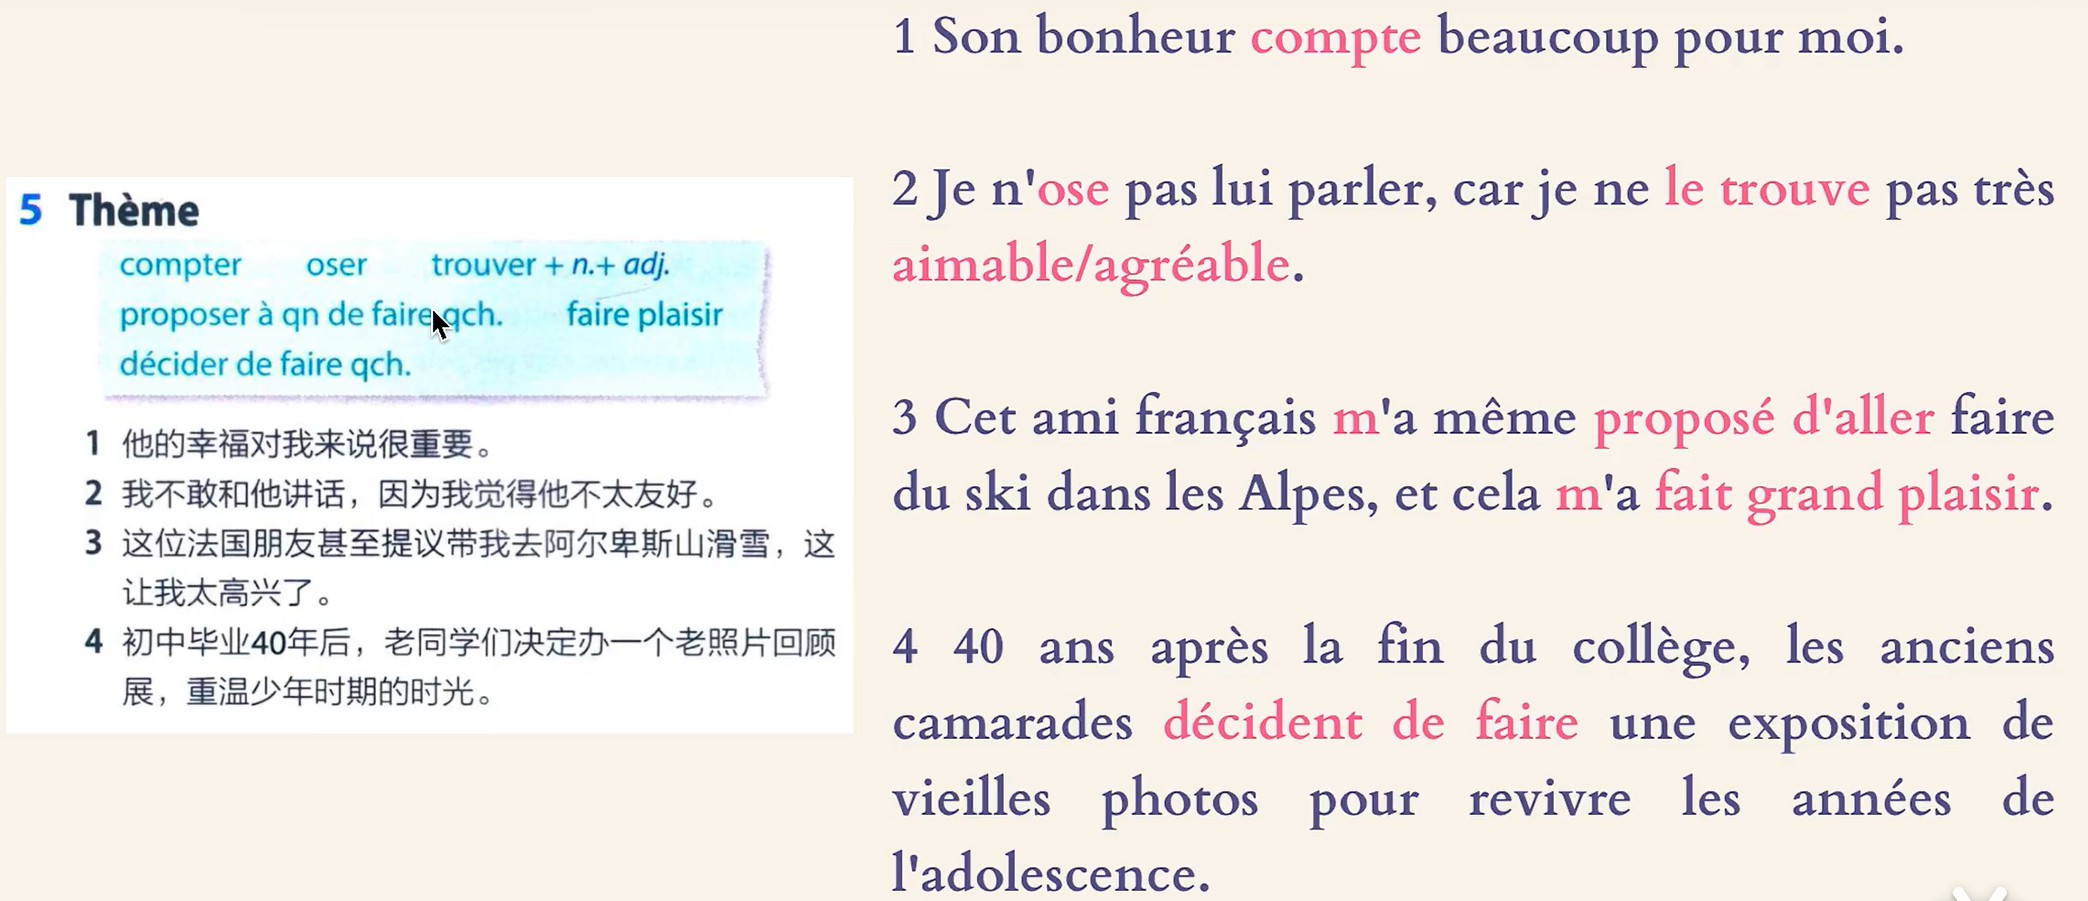 5 Thème
compter oser trouver + n.+ adj.
proposer à qn de faire qch. faire plaisir
décider de faire qch.
1 他的幸福对我来说很重要。
2 我不敢和他讲话，因为我觉得他不太友好。
3 这位法国朋友甚至提议带我去阿尔卑斯山滑雪，这
让我太高兴了。
4 初中毕业40年后，老同学们决定办一个老照片回顾
展，重温少年时期的时光。
1 Son bonheur compte beaucoup pour moi.
2 Je n'ose pas lui parler, car je ne le trouve pas très
aimable/agréable.
3 Cet ami français m'a même proposé d'aller faire
du ski dans les Alpes, et cela m'a fait grand plaisir.
4 40 ans après la fin du collège, les anciens
camarades décident de faire une exposition de
vieilles photos pour revivre les années de
l'adolescence.